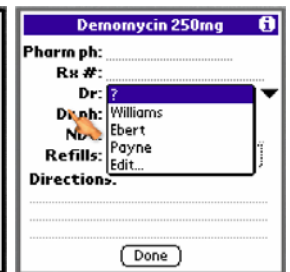 Demomycin 250mg i
Pharm ph:
Rx #:
Dr: ?
Williams
Ebert
Payne
Edit...
Refills:
Directions:
Done